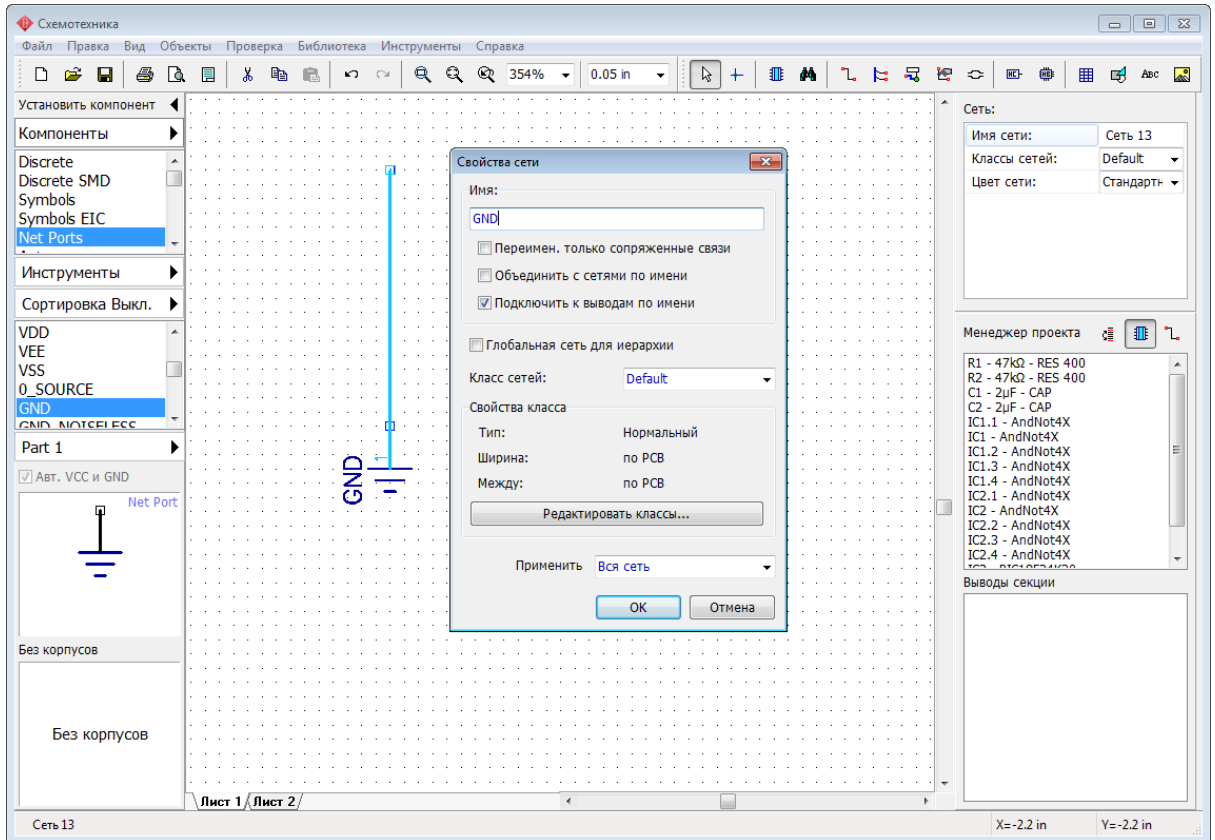 Схемотехника
Файл Правка Вид Объекты Проверка Библиотека Инструменты Справка
354% 0.05 in ABC
Установить компонент
Компоненты
Discrete
Discrete SMD
Symbols
Symbols EIC
Net Ports
Инструменты
Сортировка Выкл.
VDD
VEE
VSS
0_SOURCE
GND
GND_NOISELESS
Part 1
Авт. VCC и GND
Net Port
Без корпусов
Без корпусов
GND
1
Лист 1 Лист 2
Свойства сети
Имя:
GND
Переимен. только сопряженные связи
Объединить с сетями по имени
Подключить к выводам по имени
Глобальная сеть для иерархии
Класс сетей: Default
Свойства класса
Тип: Нормальный
Ширина: по PCB
Между: по PCB
Редактировать классы...
Применить Вся сеть
OK Отмена
Сеть:
Имя сети: Сеть 13
Классы сетей: Default
Цвет сети: Стандартн
Менеджер проекта
R1 - 47kΩ - RES 400
R2 - 47kΩ - RES 400
C1 - 2µF - CAP
C2 - 2µF - CAP
IC1.1 - AndNot4X
IC1 - AndNot4X
IC1.2 - AndNot4X
IC1.3 - AndNot4X
IC1.4 - AndNot4X
IC2.1 - AndNot4X
IC2 - AndNot4X
IC2.2 - AndNot4X
IC2.3 - AndNot4X
IC2.4 - AndNot4X
Выводы секции
Сеть 13 X=-2.2 in Y=-2.2 in